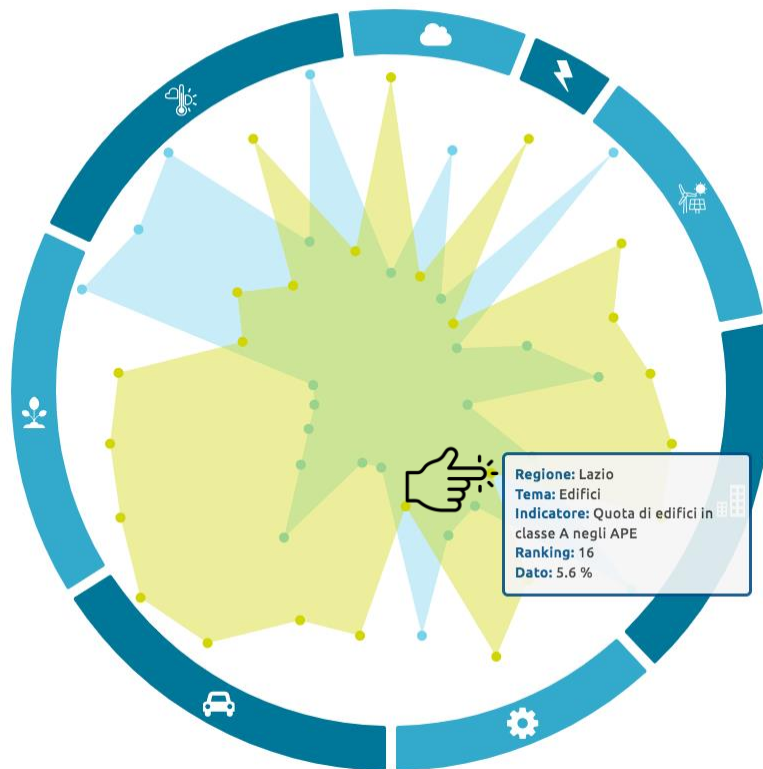 Regione: Lazio
Tema: Edifici
Indicatore: Quota di edifici in
classe A negli APE
Ranking: 16
Dato: 5.6 %